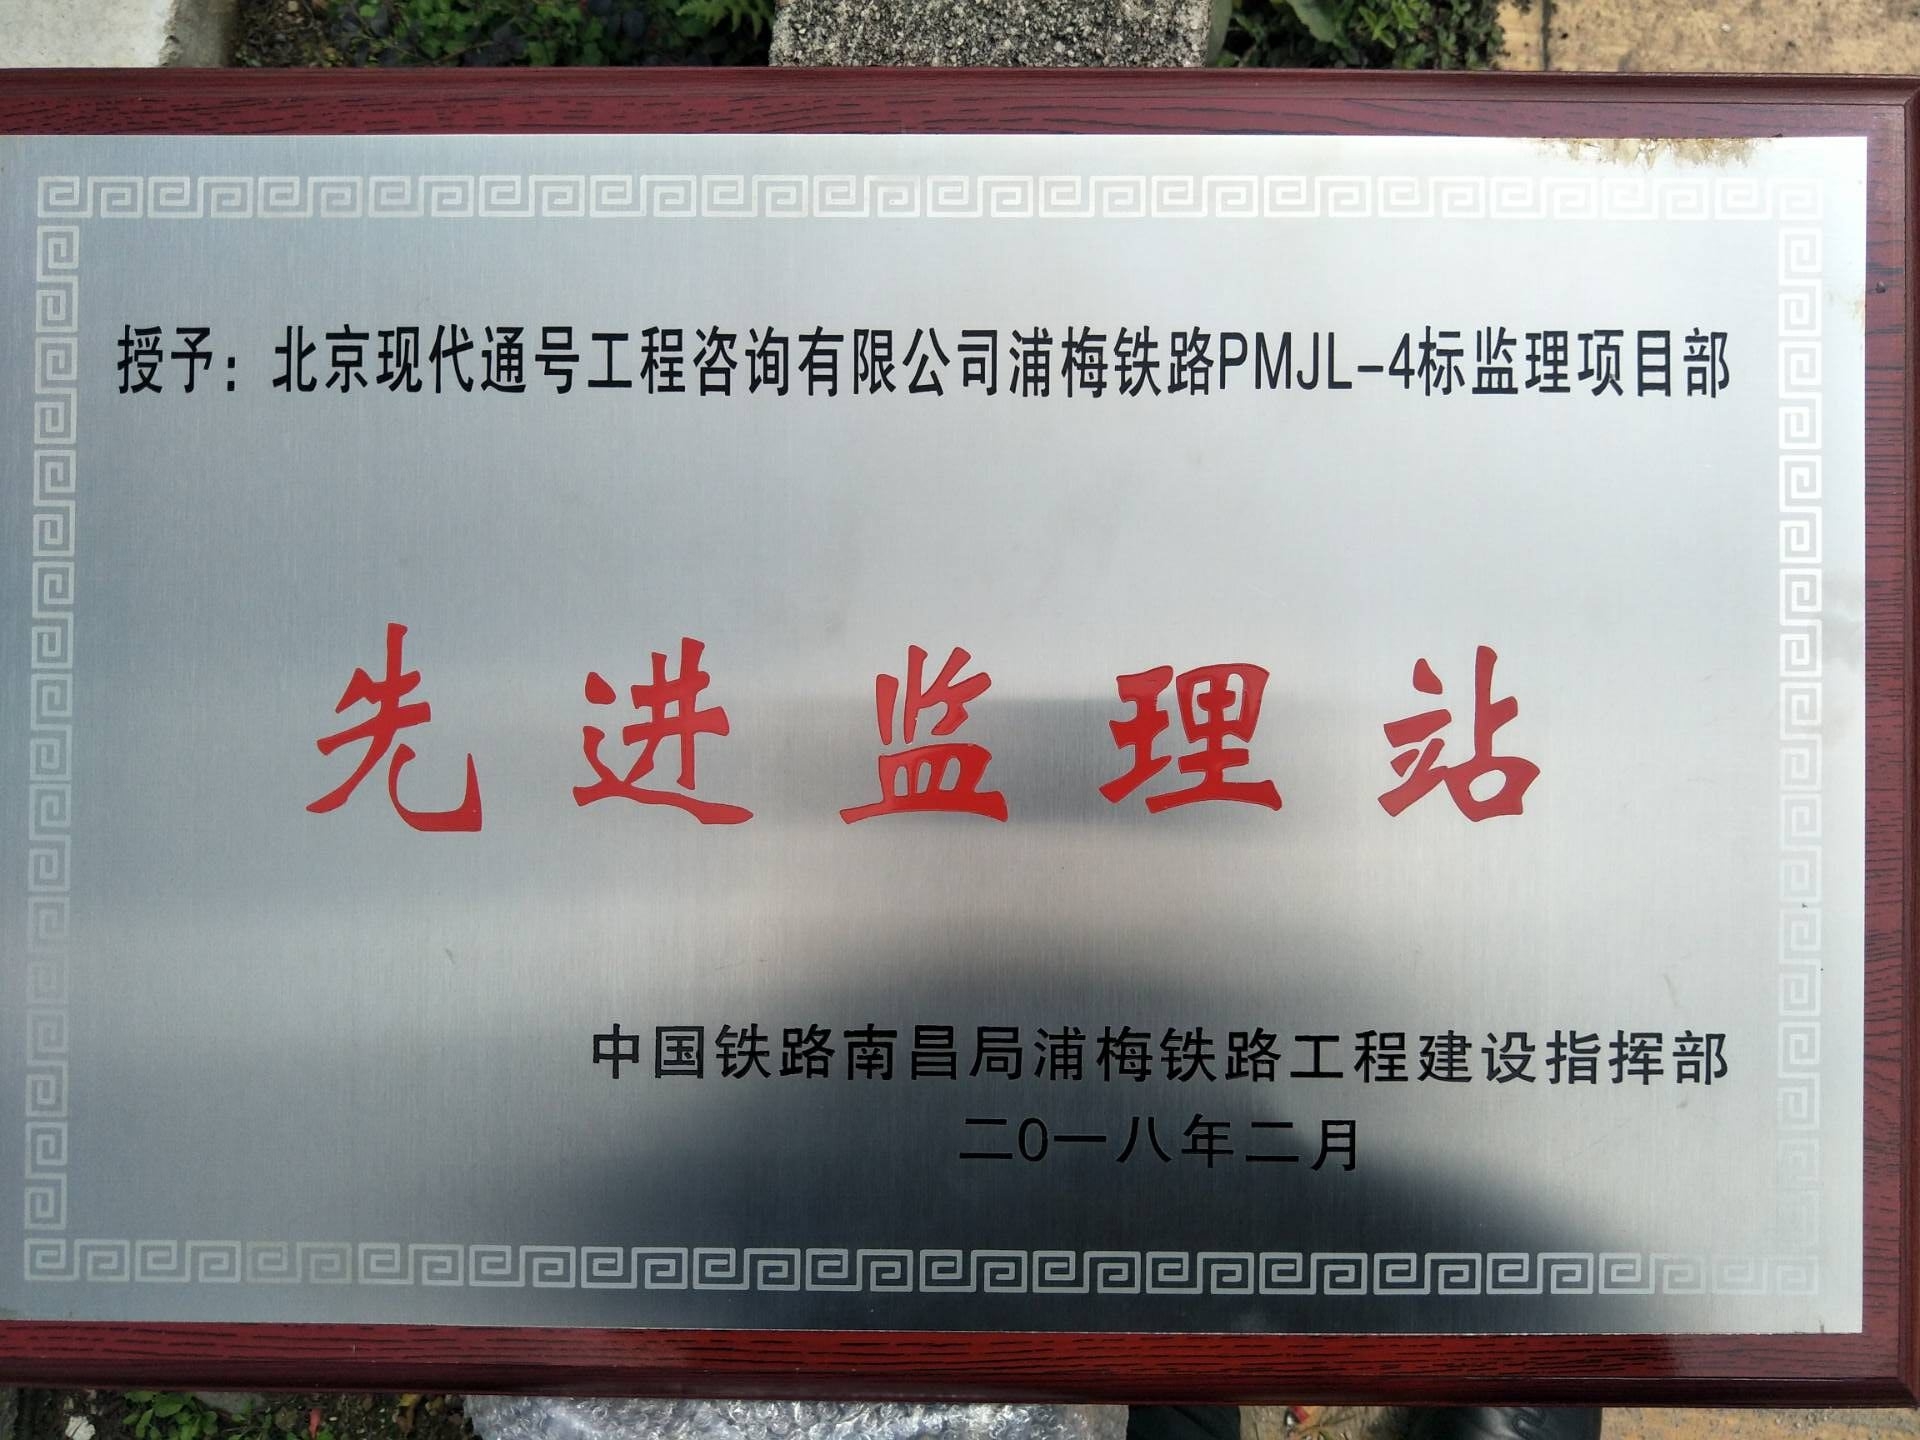 授予：北京现代通号工程咨询有限公司浦梅铁路PMJL-4标监理项目部
先进监理站
中国铁路南昌局浦梅铁路工程建设指挥部
二0一八年二月